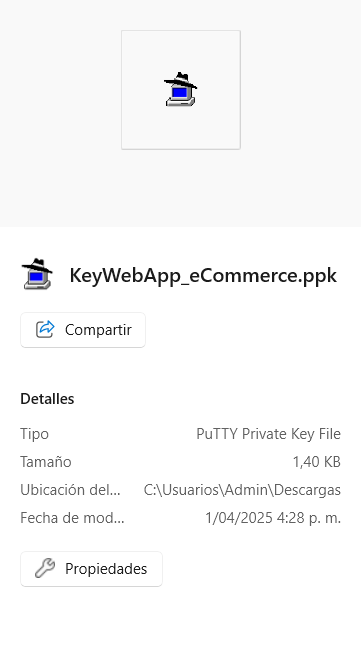 KeyWebApp_eCommerce.ppk
Compartir
Detalles
Tipo PuTTY Private Key File
Tamaño 1,40 KB
Ubicación del... C:\Usuarios\Admin\Descargas
Fecha de mod... 1/04/2025 4:28 p. m.
Propiedades